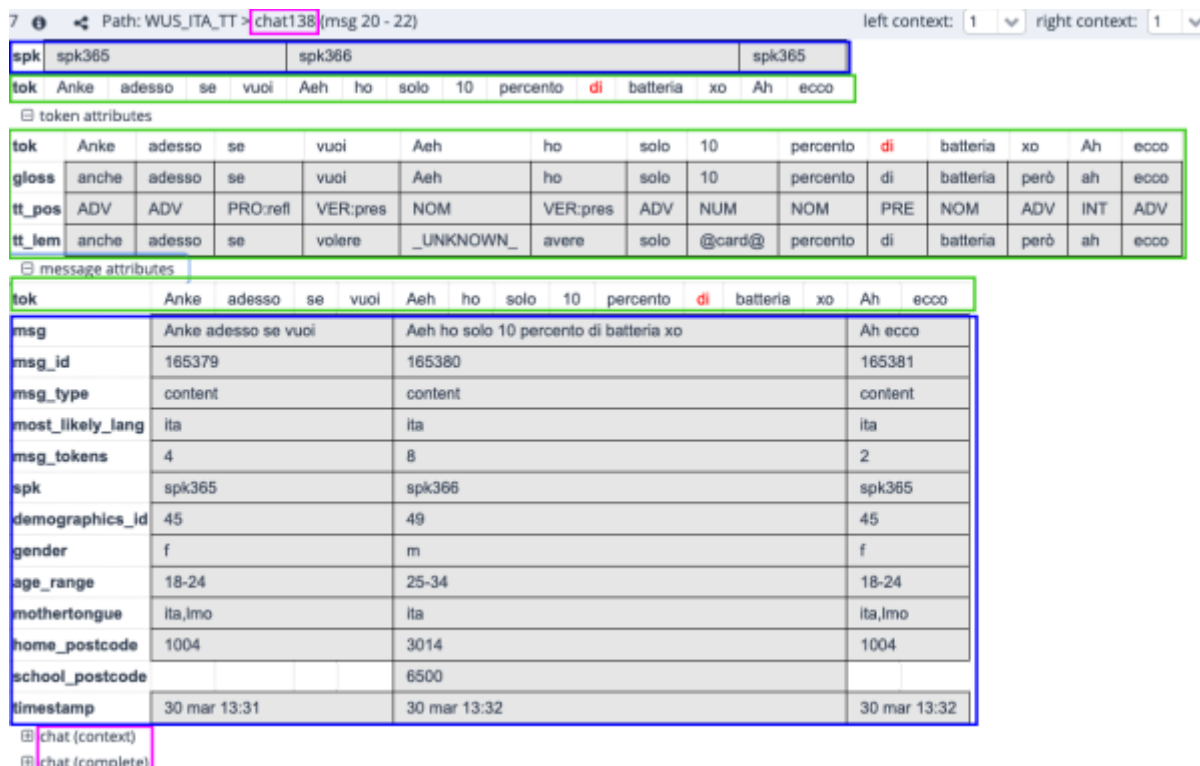 7 Path: WUS_ITA_TT > chat138 (msg 20 - 22) left context: 1 right context: 1
spk spk365 spk366 spk365
tok Anke adesso se vuoi Aeh ho solo 10 percento di batteria xo Ah ecco
token attributes
tok Anke adesso se vuoi Aeh ho solo 10 percento di batteria xo Ah ecco
gloss anche adesso se vuoi Aeh ho solo 10 percento di batteria però ah ecco
tt_pos ADV ADV PRO:refl VER:pres NOM VER:pres ADV NUM NOM PRE NOM ADV INT ADV
tt_lem anche adesso se volere _UNKNOWN_ avere solo @card@ percento di batteria però ah ecco
message attributes
tok Anke adesso se vuoi Aeh ho solo 10 percento di batteria xo Ah ecco
msg Anke adesso se vuoi Aeh ho solo 10 percento di batteria xo Ah ecco
msg_id 165379 165380 165381
msg_type content content content
most_likely_lang ita ita ita
msg_tokens 4 8 2
spk spk365 spk366 spk365
demographics_id 45 49 45
gender f m f
age_range 18-24 25-34 18-24
mothertongue ita,lmo ita ita,lmo
home_postcode 1004 3014 1004
school_postcode 6500
timestamp 30 mar 13:31 30 mar 13:32 30 mar 13:32
chat (context)
chat (complete)